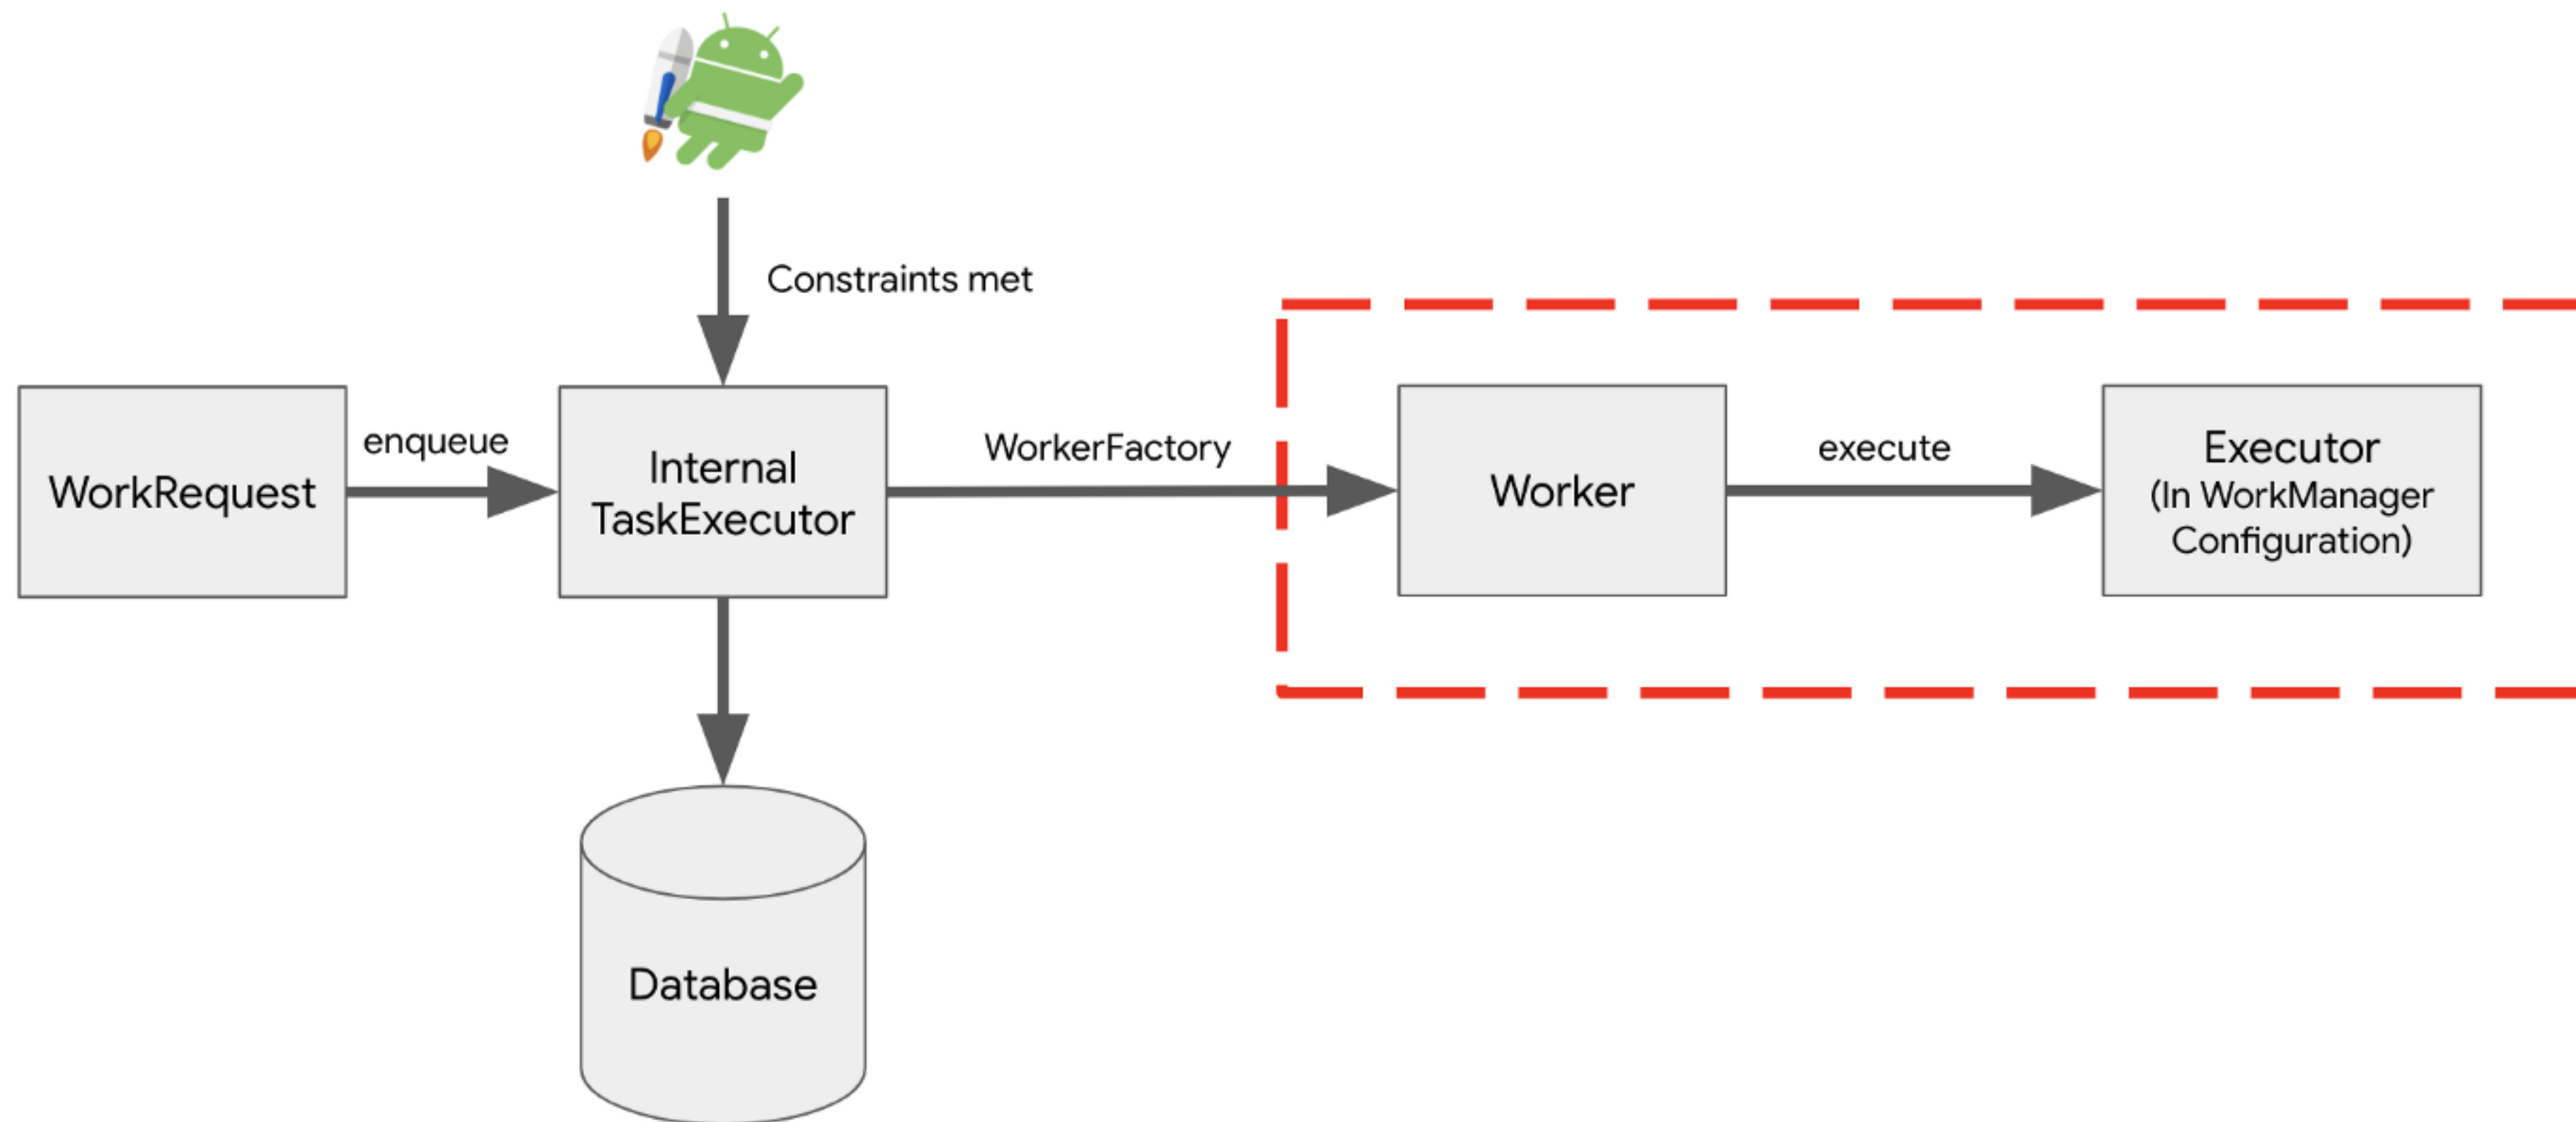 Constraints met
WorkRequest
enqueue
Internal
TaskExecutor
WorkerFactory
Worker
execute
Executor
(In WorkManager
Configuration)
Database